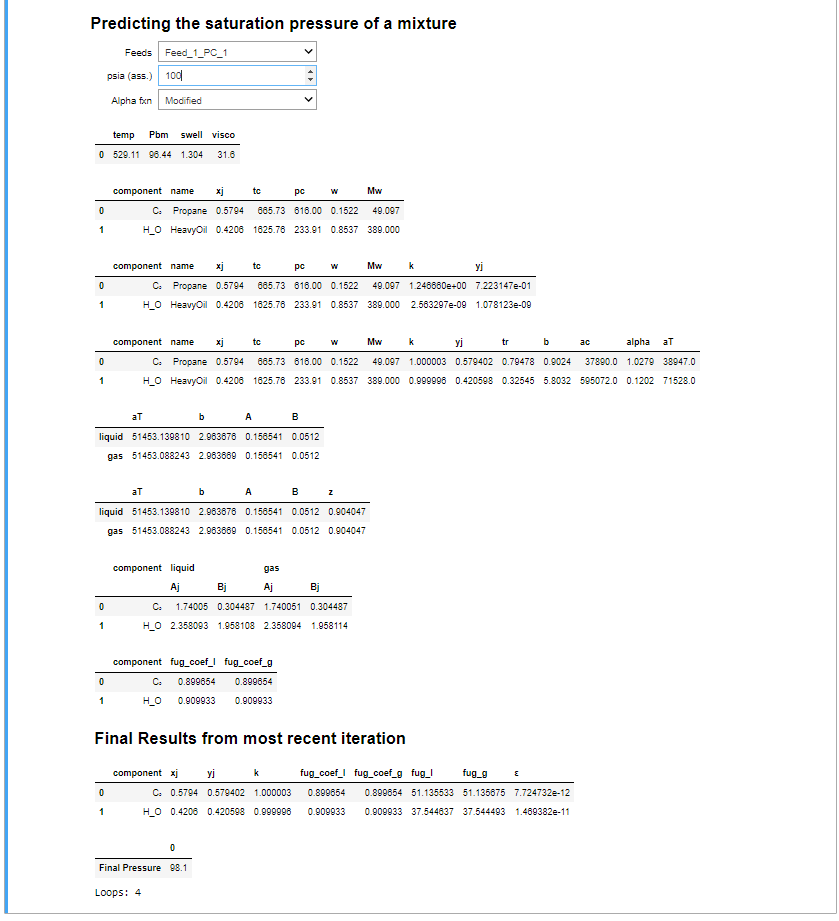 Predicting the saturation pressure of a mixture
Feeds Feed_1_PC_1
psia (ass.) 100
Alpha fxn Modified
temp Pbm swell visco
0 529.11 96.44 1.304 31.6
component name xj tc pc w Mw
0 C₃ Propane 0.5794 665.73 616.00 0.1522 49.097
1 H_O HeavyOil 0.4206 1625.76 233.91 0.8537 389.000
component name xj tc pc w Mw k yj
0 C₃ Propane 0.5794 665.73 616.00 0.1522 49.097 1.246660e+00 7.223147e-01
1 H_O HeavyOil 0.4206 1625.76 233.91 0.8537 389.000 2.563297e-09 1.078123e-09
component name xj tc pc w Mw k yj tr b ac alpha aT
0 C₃ Propane 0.5794 665.73 616.00 0.1522 49.097 1.000003 0.579402 0.79478 0.9024 37890.0 1.0279 38947.0
1 H_O HeavyOil 0.4206 1625.76 233.91 0.8537 389.000 0.999996 0.420598 0.32545 5.8032 595072.0 0.1202 71528.0
aT b A B
liquid 51453.139810 2.963676 0.156541 0.0512
gas 51453.088243 2.963669 0.156541 0.0512
aT b A B z
liquid 51453.139810 2.963676 0.156541 0.0512 0.904047
gas 51453.088243 2.963669 0.156541 0.0512 0.904047
component liquid gas
Aj Bj Aj Bj
0 C₃ 1.74005 0.304487 1.740051 0.304487
1 H_O 2.358093 1.958108 2.358094 1.958114
component fug_coef_l fug_coef_g
0 C₃ 0.899654 0.899654
1 H_O 0.909933 0.909933
Final Results from most recent iteration
component xj yj k fug_coef_l fug_coef_g fug_l fug_g ε
0 C₃ 0.5794 0.579402 1.000003 0.899654 0.899654 51.135533 51.135675 7.724732e-12
1 H_O 0.4206 0.420598 0.999996 0.909933 0.909933 37.544637 37.544493 1.469382e-11
0
Final Pressure 98.1
Loops: 4